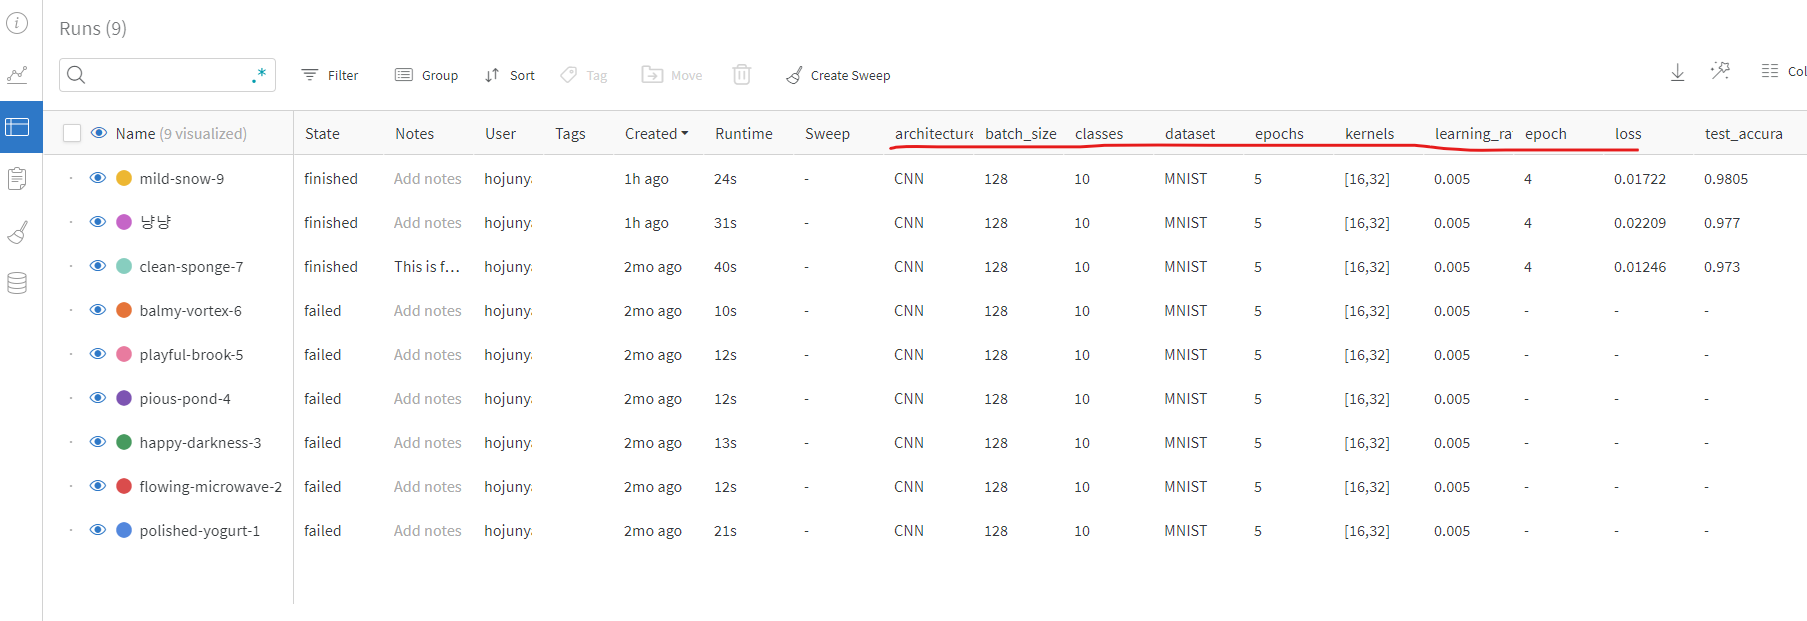 Runs (9)
.* Filter Group Sort Tag Move Create Sweep Col
Name (9 visualized) State Notes User Tags Created Runtime Sweep architecture batch_size classes dataset epochs kernels learning_ra epoch loss test_accura
mild-snow-9 finished Add notes hojuny 1h ago 24s - CNN 128 10 MNIST 5 [16,32] 0.005 4 0.01722 0.9805
냥냥 finished Add notes hojuny 1h ago 31s - CNN 128 10 MNIST 5 [16,32] 0.005 4 0.02209 0.977
clean-sponge-7 finished This is f... hojuny 2mo ago 40s - CNN 128 10 MNIST 5 [16,32] 0.005 4 0.01246 0.973
balmy-vortex-6 failed Add notes hojuny 2mo ago 10s - CNN 128 10 MNIST 5 [16,32] 0.005 - - -
playful-brook-5 failed Add notes hojuny 2mo ago 12s - CNN 128 10 MNIST 5 [16,32] 0.005 - - -
pious-pond-4 failed Add notes hojuny 2mo ago 12s - CNN 128 10 MNIST 5 [16,32] 0.005 - - -
happy-darkness-3 failed Add notes hojuny 2mo ago 13s - CNN 128 10 MNIST 5 [16,32] 0.005 - - -
flowing-microwave-2 failed Add notes hojuny 2mo ago 12s - CNN 128 10 MNIST 5 [16,32] 0.005 - - -
polished-yogurt-1 failed Add notes hojuny 2mo ago 21s - CNN 128 10 MNIST 5 [16,32] 0.005 - - -